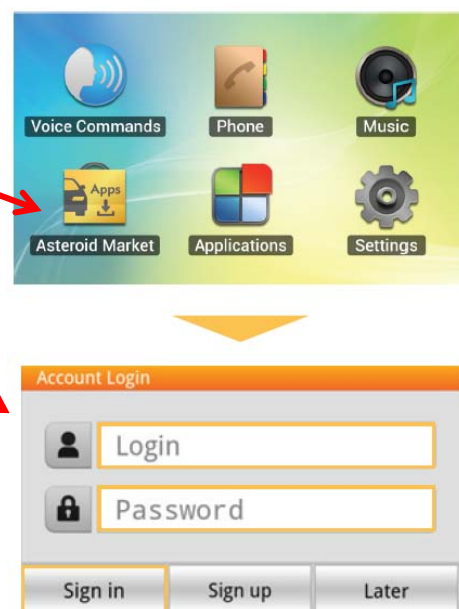 Voice Commands
Phone
Music
Apps
Asteroid Market
Applications
Settings
Account Login
Login
Password
Sign in
Sign up
Later